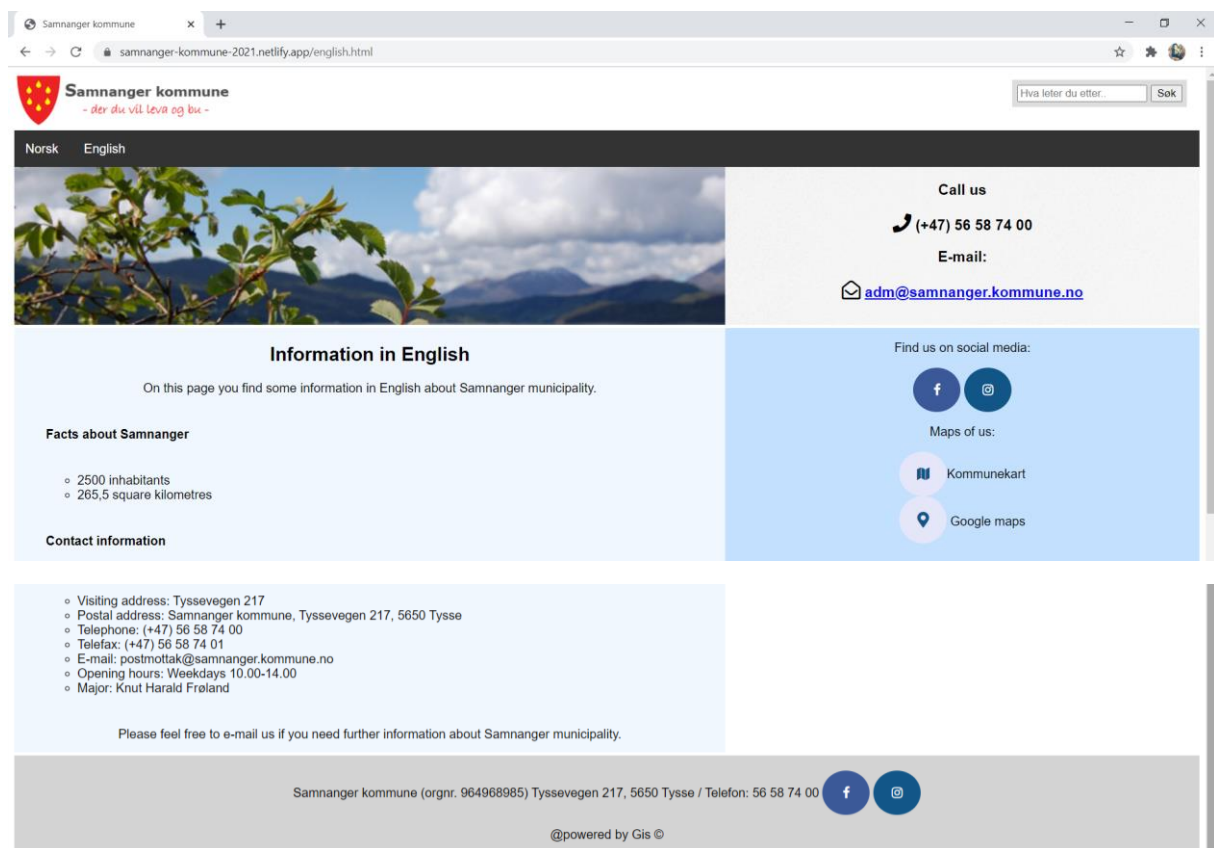 Samnanger kommune
samnanger-kommune-2021.netlify.app/english.html
Samnanger kommune
- der du vil leva og bu -
Hva leter du etter.. Søk
Norsk English
Call us
(+47) 56 58 74 00
E-mail:
adm@samnanger.kommune.no
Information in English
On this page you find some information in English about Samnanger municipality.
Facts about Samnanger
2500 inhabitants
265,5 square kilometres
Contact information
Find us on social media:
Maps of us:
Kommunekart
Google maps
Visiting address: Tyssevegen 217
Postal address: Samnanger kommune, Tyssevegen 217, 5650 Tysse
Telephone: (+47) 56 58 74 00
Telefax: (+47) 56 58 74 01
E-mail: postmottak@samnanger.kommune.no
Opening hours: Weekdays 10.00-14.00
Major: Knut Harald Frøland
Please feel free to e-mail us if you need further information about Samnanger municipality.
Samnanger kommune (orgnr. 964968985) Tyssevegen 217, 5650 Tysse / Telefon: 56 58 74 00
@powered by Gis ©